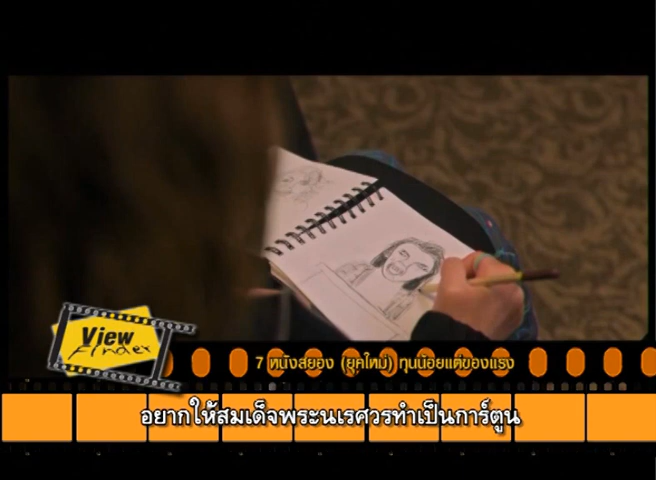 View
Finder
7 หนังสยอง (ยุคใหม่) ทุนน้อยแต่ของแรง
อยากให้สมเด็จพระนเรศวรทำเป็นการ์ตูน